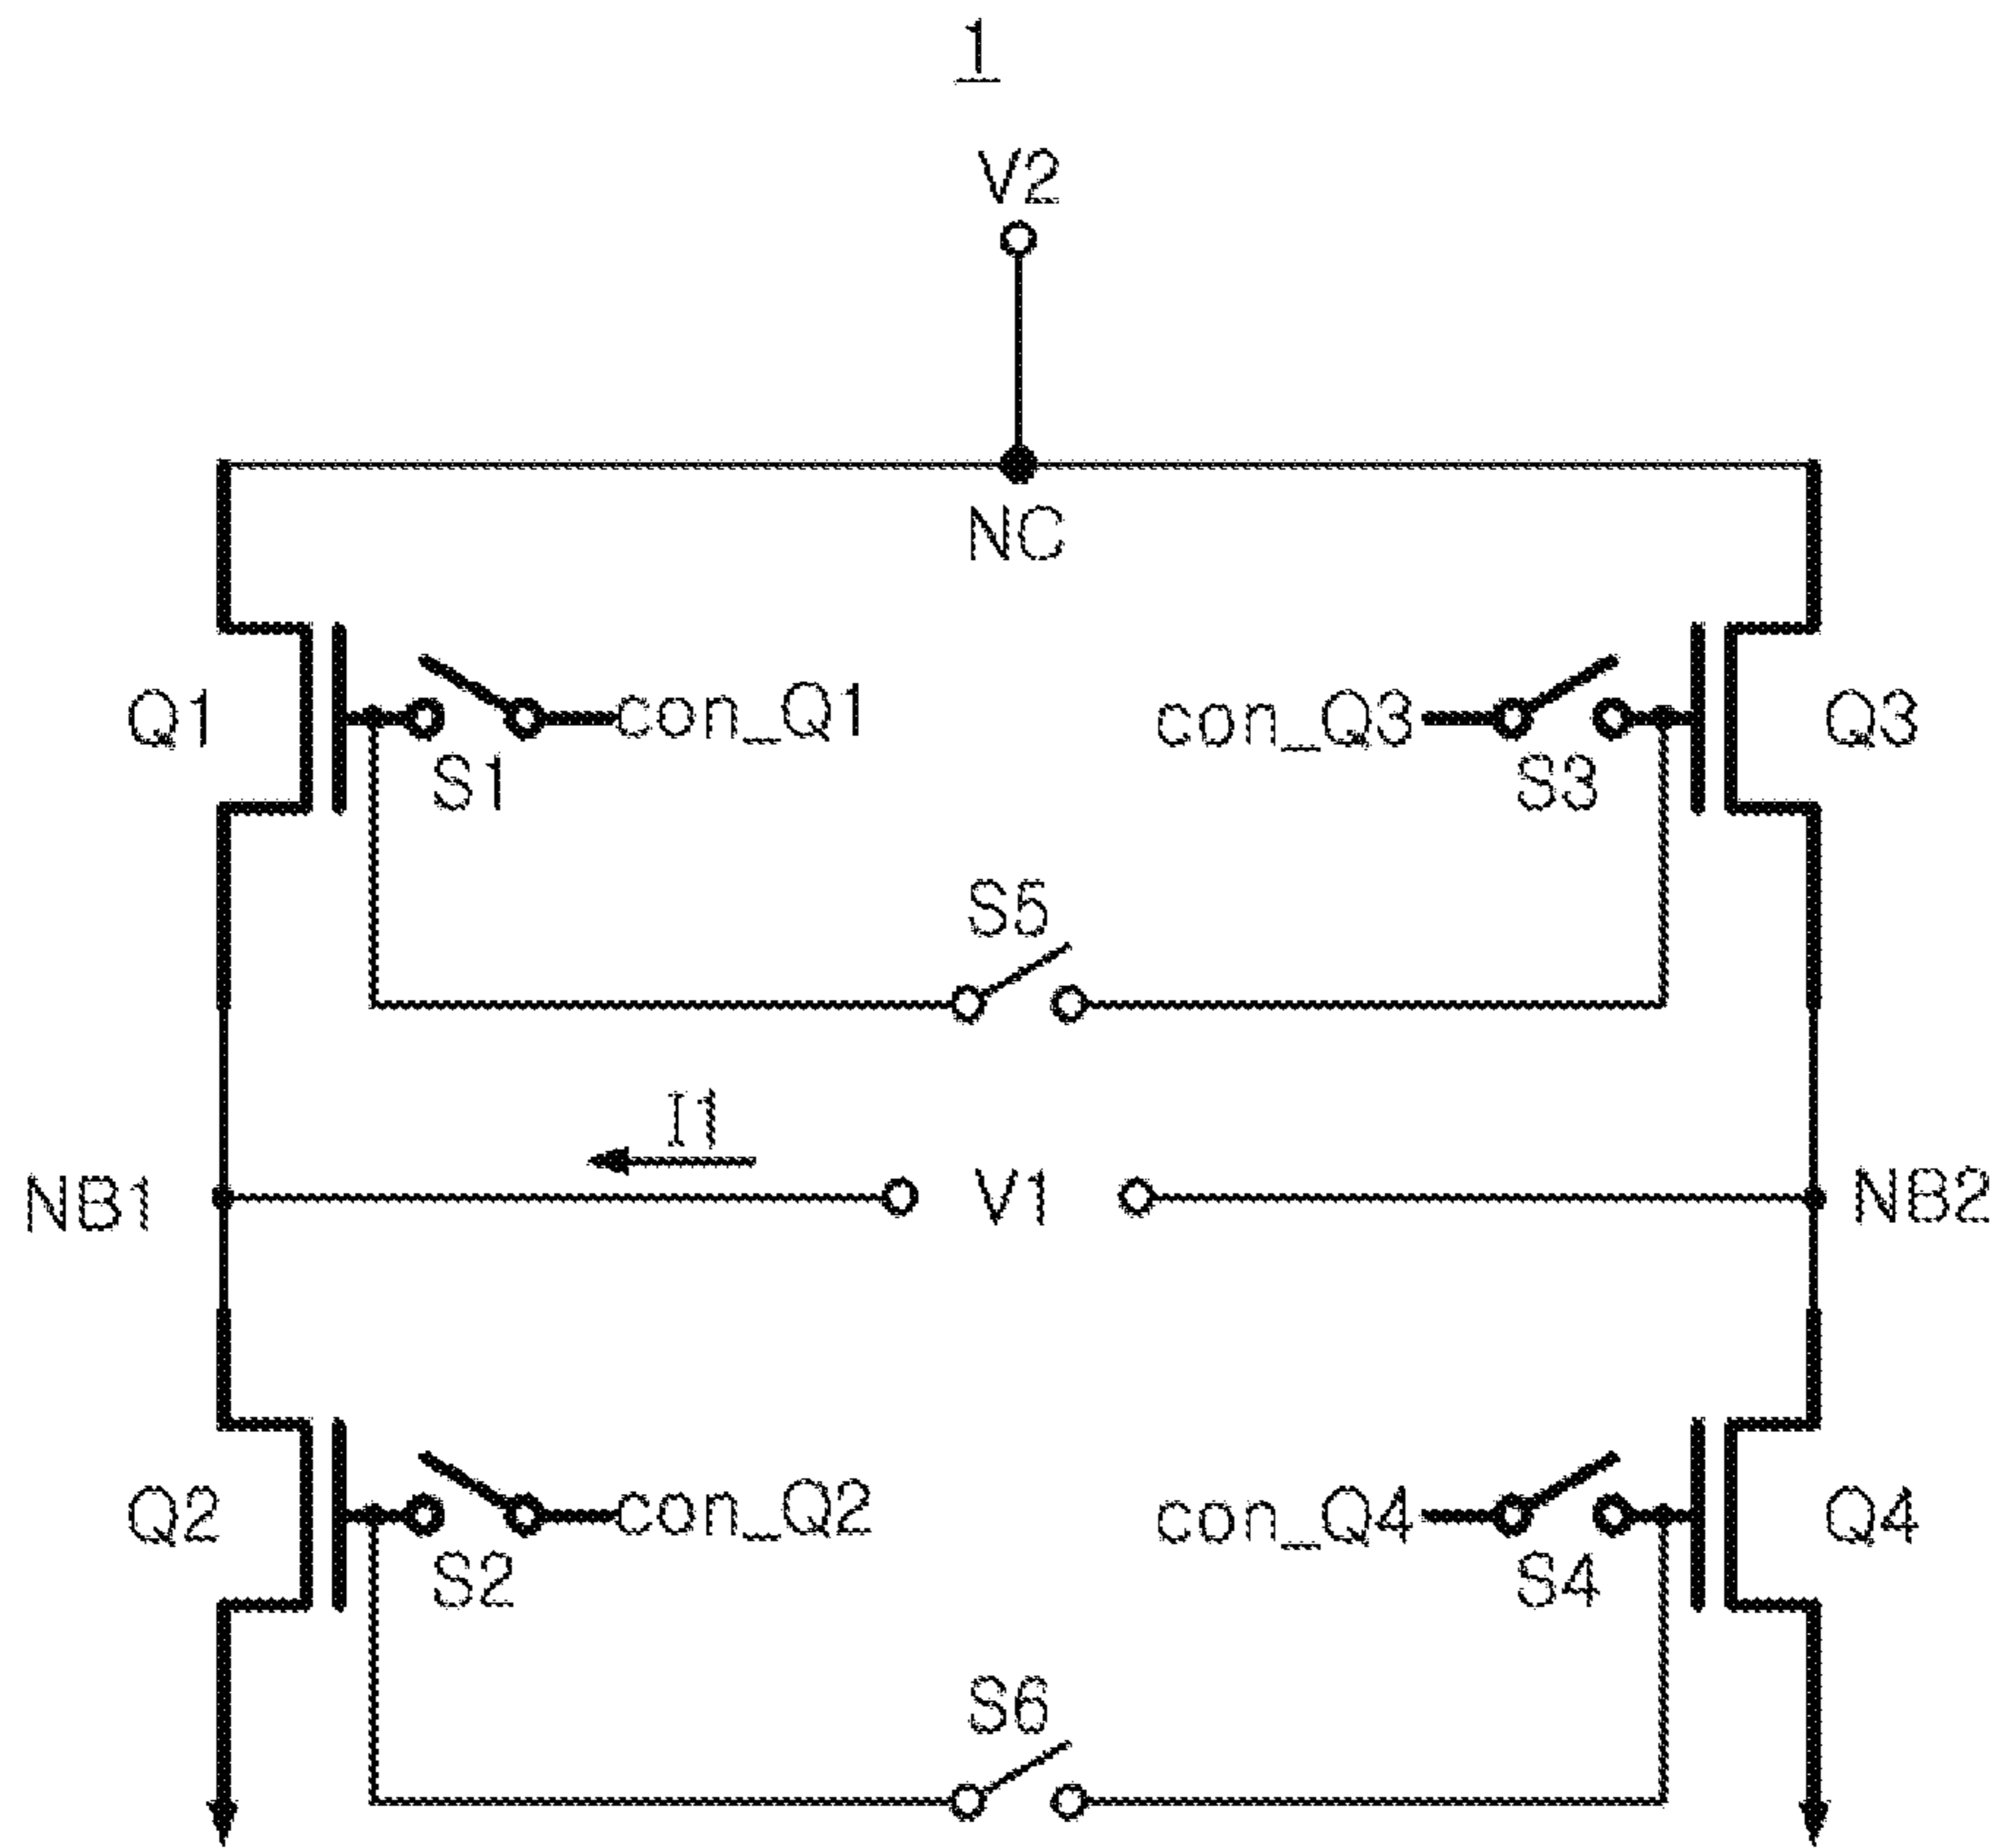 1
V2
NC
Q1
con_Q1
con_Q3
Q3
S1
S3
S5
I1
NB1
V1
NB2
Q2
con_Q2
con_Q4
Q4
S2
S4
S6